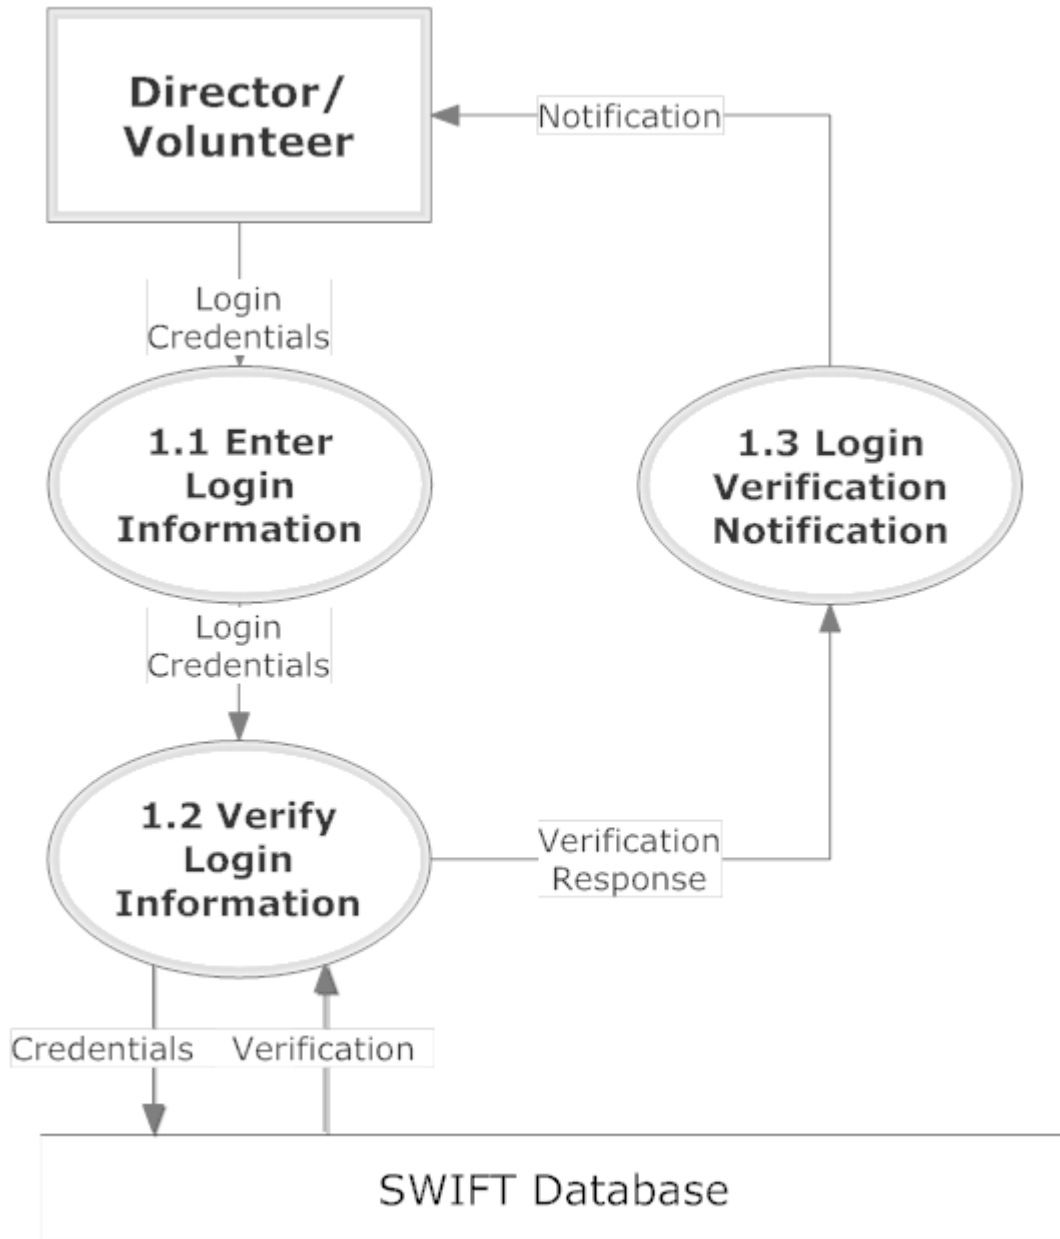 Director/
Volunteer
Notification
Login
Credentials
1.1 Enter
Login
Information
1.3 Login
Verification
Notification
Login
Credentials
1.2 Verify
Login
Information
Verification
Response
Credentials
Verification
SWIFT Database